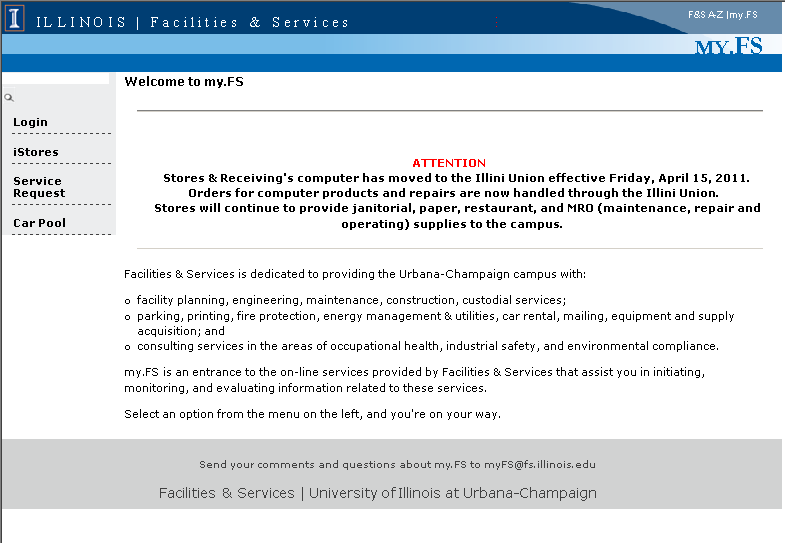 I ILLINOIS | Facilities & Services
i
F&S A-Z |my.FS
MY.FS
Login
iStores
Service
Request
Car Pool
Welcome to my.FS
ATTENTION
Stores & Receiving's computer has moved to the Illini Union effective Friday, April 15, 2011.
Orders for computer products and repairs are now handled through the Illini Union.
Stores will continue to provide janitorial, paper, restaurant, and MRO (maintenance, repair and
operating) supplies to the campus.
Facilities & Services is dedicated to providing the Urbana-Champaign campus with:
o facility planning, engineering, maintenance, construction, custodial services;
o parking, printing, fire protection, energy management & utilities, car rental, mailing, equipment and supply
acquisition; and
o consulting services in the areas of occupational health, industrial safety, and environmental compliance.
my.FS is an entrance to the on-line services provided by Facilities & Services that assist you in initiating,
monitoring, and evaluating information related to these services.
Select an option from the menu on the left, and you're on your way.
Send your comments and questions about my.FS to myFS@fs.illinois.edu
Facilities & Services | University of Illinois at Urbana-Champaign